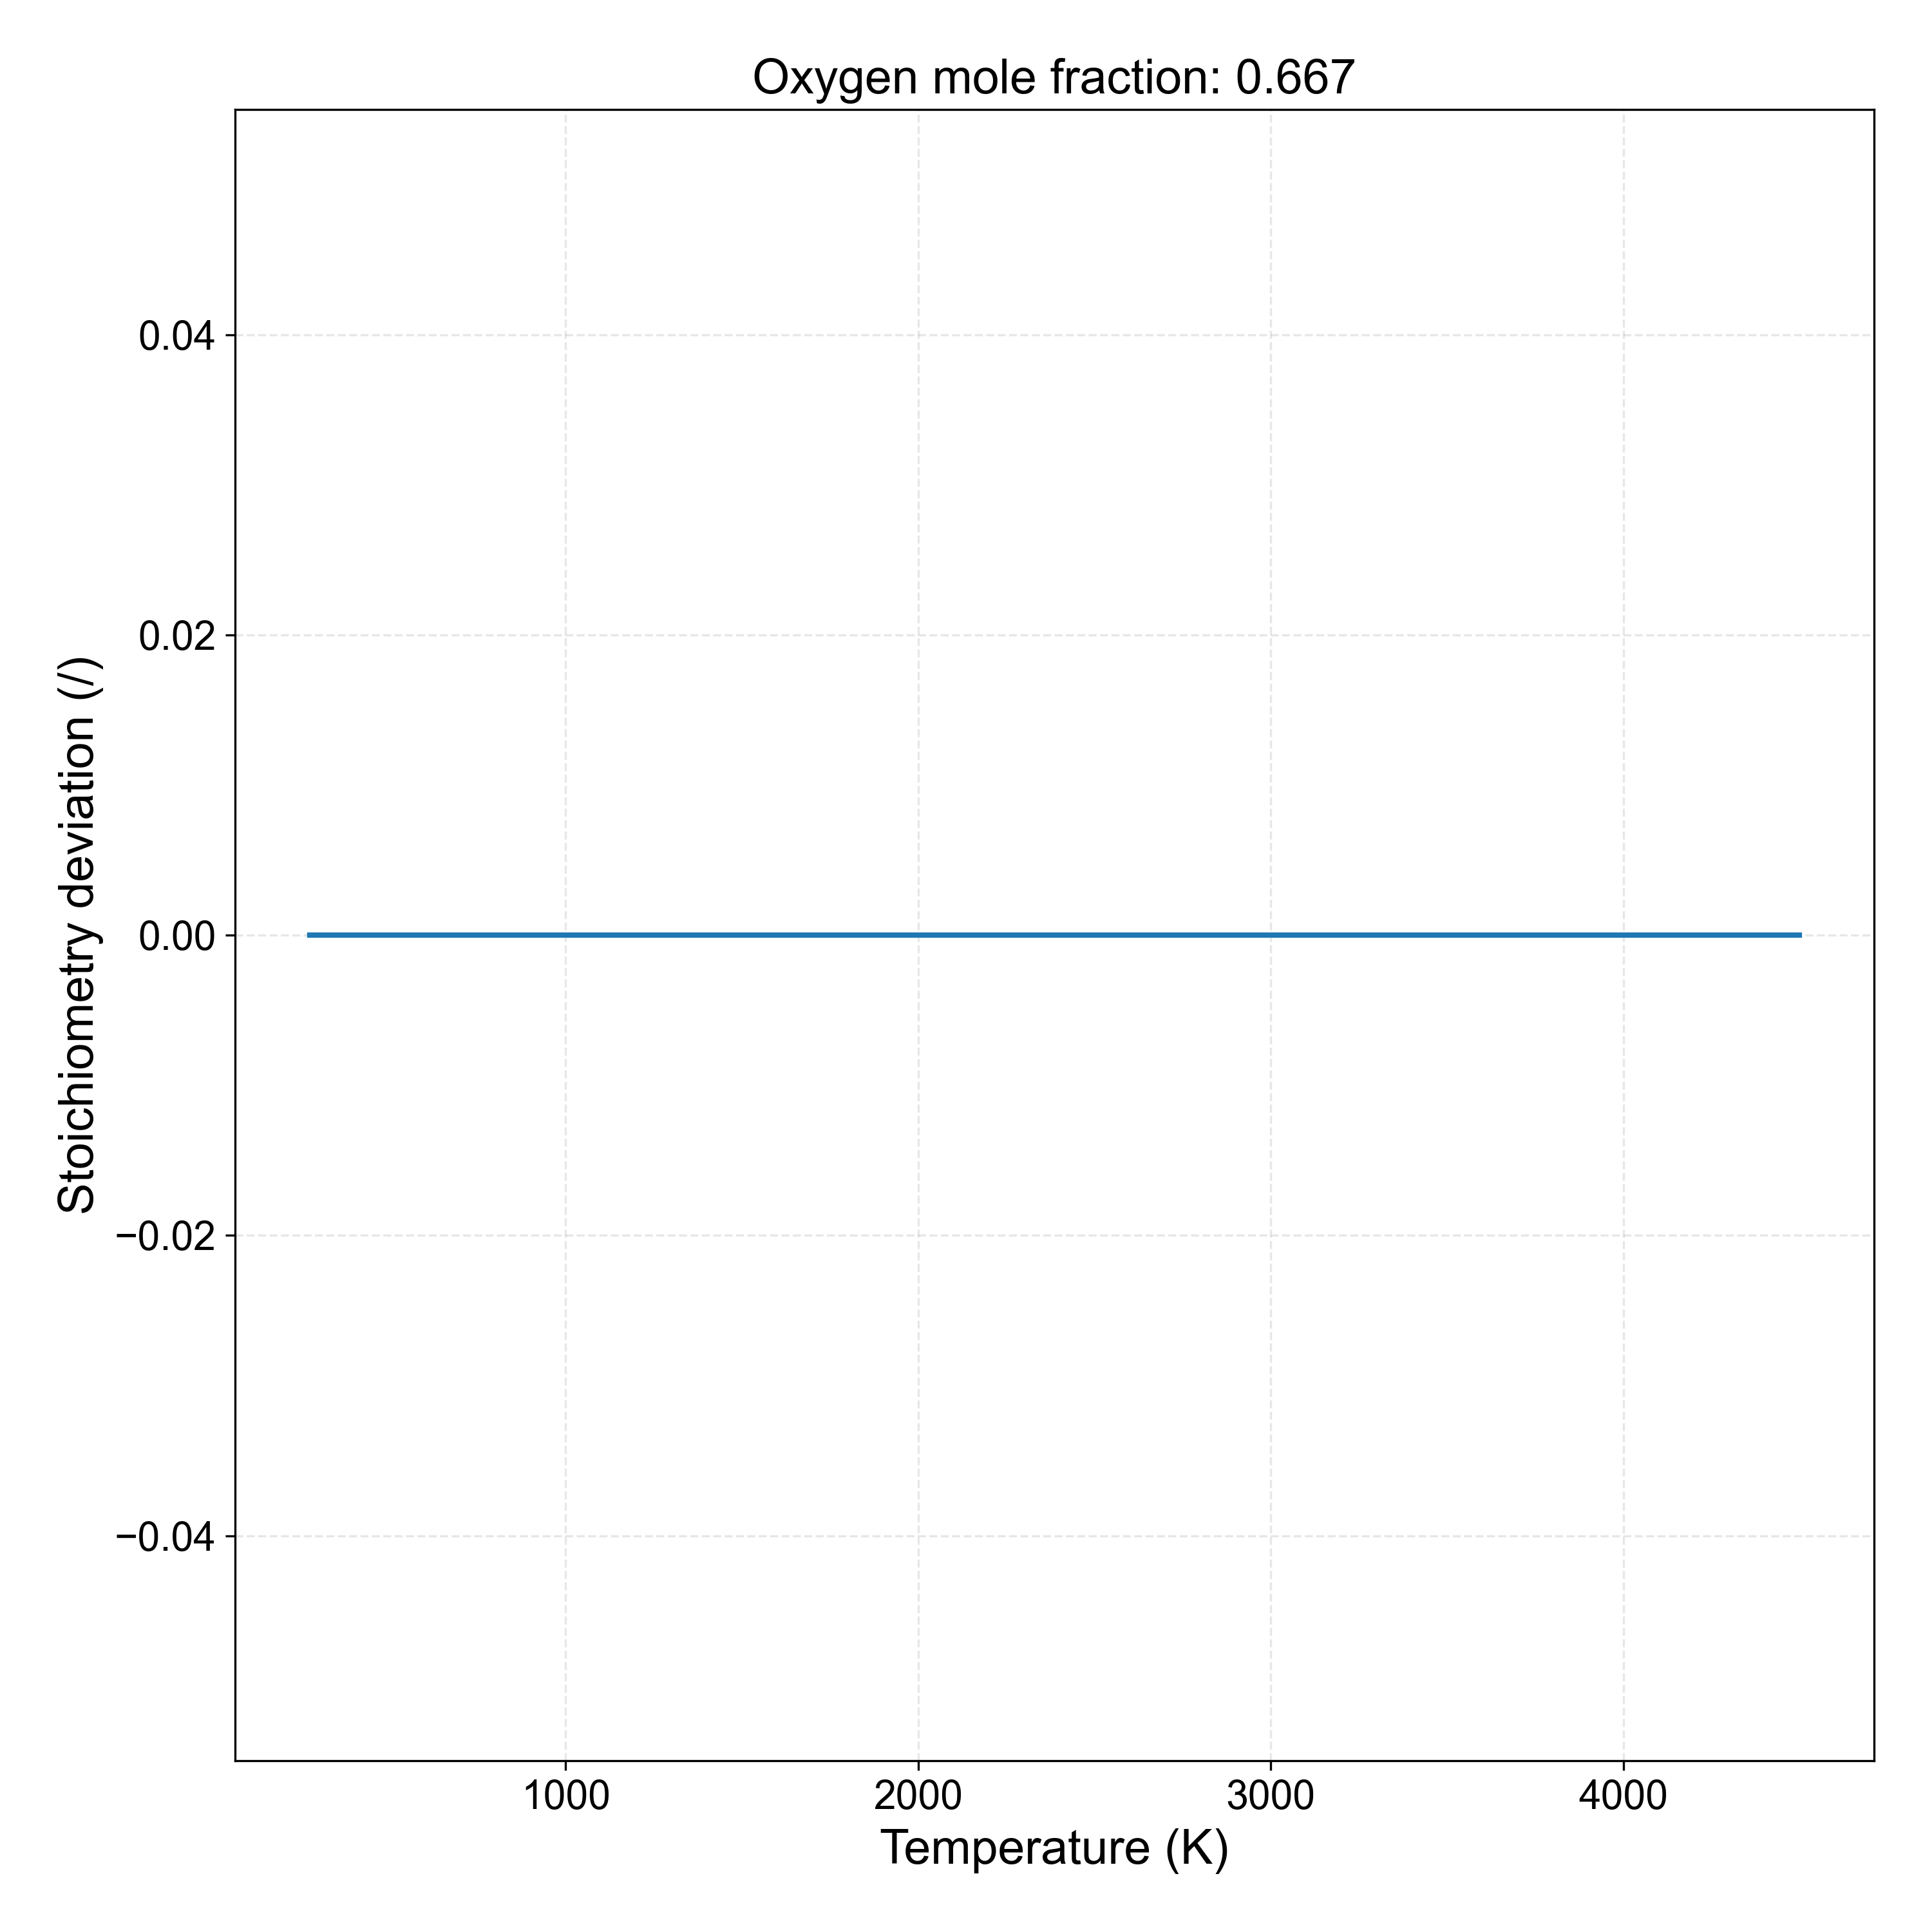 Oxygen mole fraction: 0.667
0.04
0.02
0.00
−0.02
−0.04
Stoichiometry deviation (/)
1000 2000 3000 4000
Temperature (K)